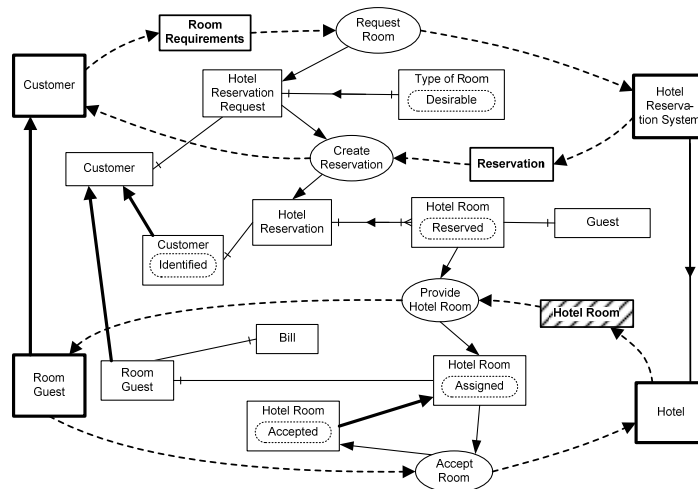 Room
Requirements
Request
Room
Customer
Hotel
Reservation
Request
Type of Room
Desirable
Hotel
Reserva-
tion System
Customer
Create
Reservation
Reservation
Customer
Identified
Hotel
Reservation
Hotel Room
Reserved
Guest
Provide
Hotel Room
Hotel Room
Bill
Room
Guest
Room
Guest
Hotel Room
Assigned
Hotel
Hotel Room
Accepted
Accept
Room